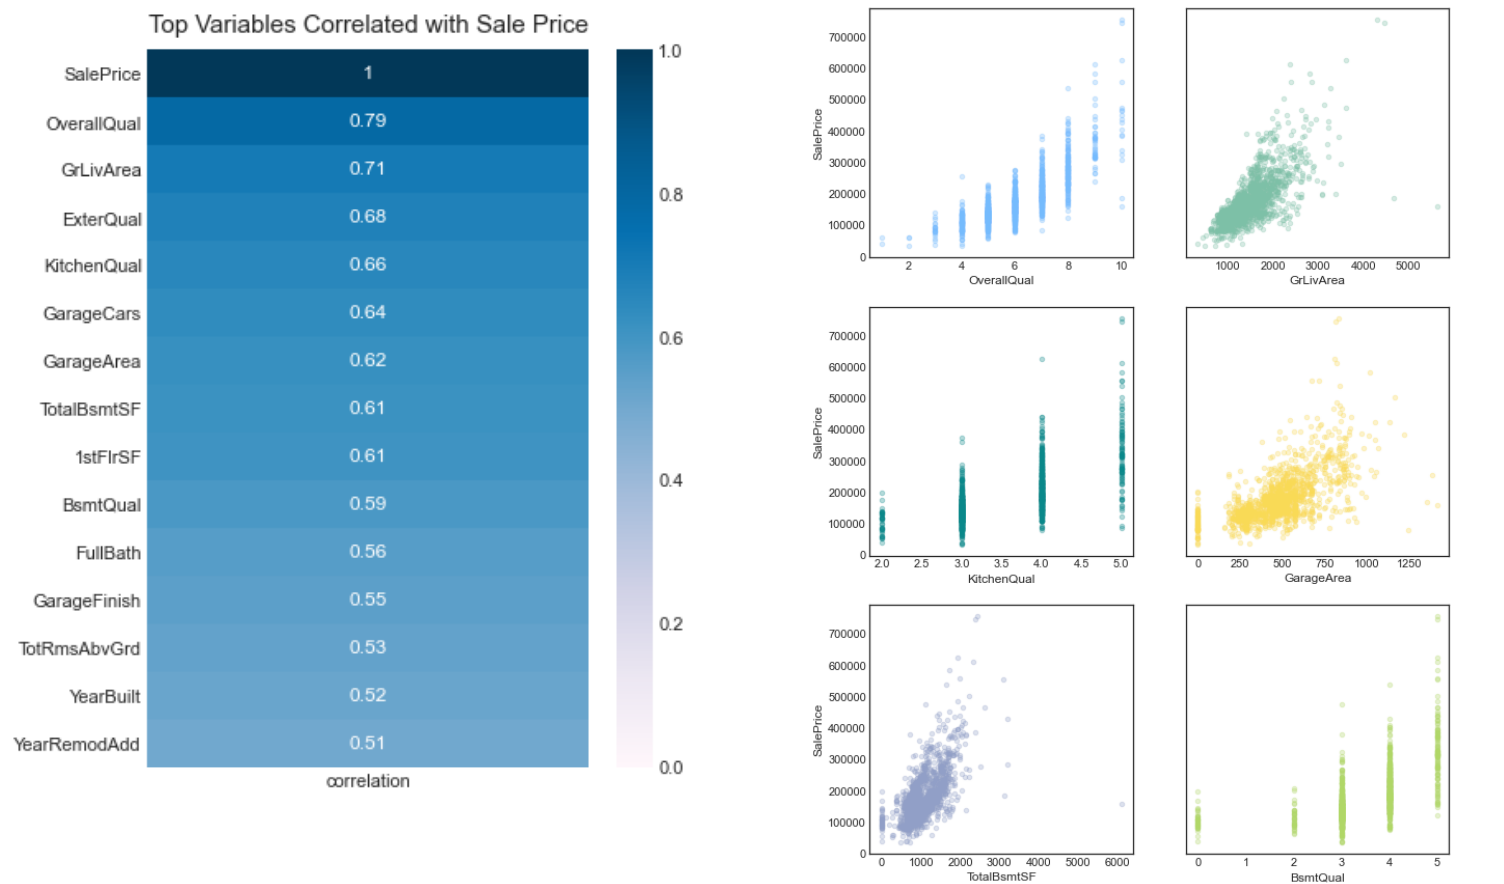 Top Variables Correlated with Sale Price
SalePrice 1
OverallQual 0.79
GrLivArea 0.71
ExterQual 0.68
KitchenQual 0.66
GarageCars 0.64
GarageArea 0.62
TotalBsmtSF 0.61
1stFlrSF 0.61
BsmtQual 0.59
FullBath 0.56
GarageFinish 0.55
TotRmsAbvGrd 0.53
YearBuilt 0.52
YearRemodAdd 0.51
correlation
1.0
0.8
0.6
0.4
0.2
0.0
SalePrice
700000
600000
500000
400000
300000
200000
100000
0
2 4 6 8 10
OverallQual
1000 2000 3000 4000 5000
GrLivArea
SalePrice
700000
600000
500000
400000
300000
200000
100000
0
2.0 2.5 3.0 3.5 4.0 4.5 5.0
KitchenQual
0 250 500 750 1000 1250
GarageArea
SalePrice
700000
600000
500000
400000
300000
200000
100000
0
0 1000 2000 3000 4000 5000 6000
TotalBsmtSF
0 1 2 3 4 5
BsmtQual